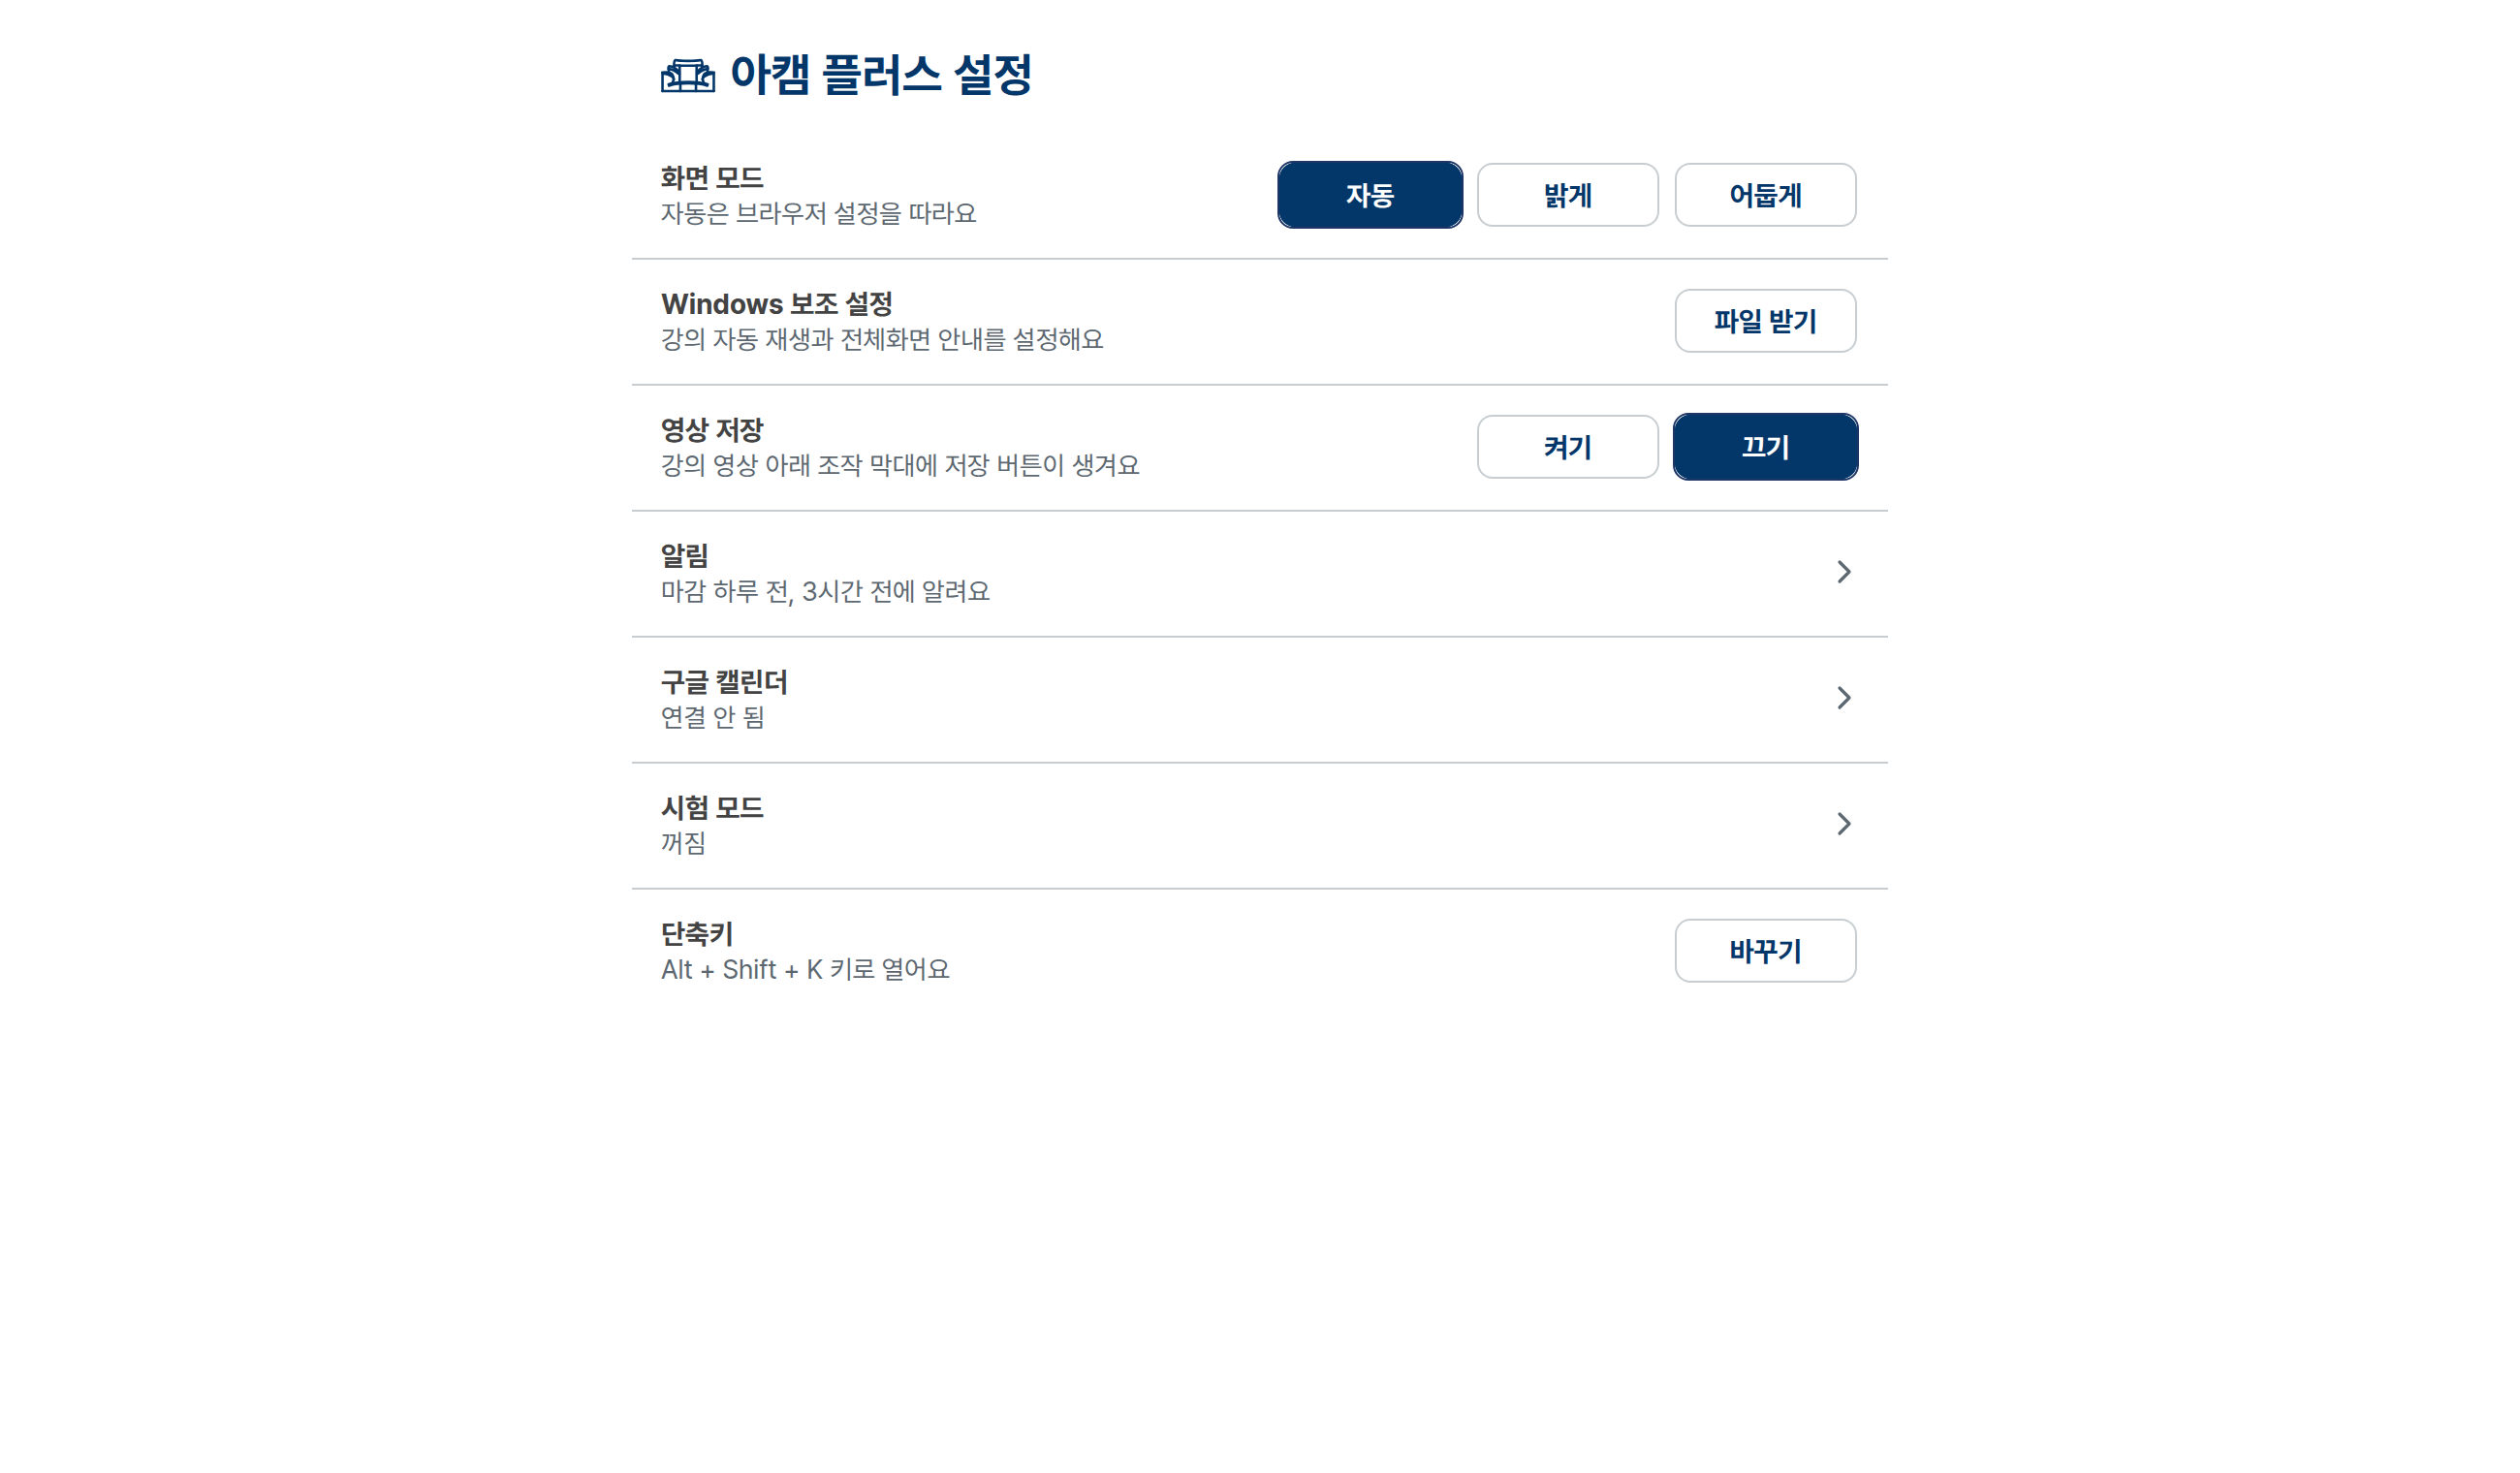 아캠 플러스 설정
화면 모드
자동은 브라우저 설정을 따라요
자동
밝게
어둡게
Windows 보조 설정
강의 자동 재생과 전체화면 안내를 설정해요
파일 받기
영상 저장
강의 영상 아래 조작 막대에 저장 버튼이 생겨요
켜기
끄기
알림
마감 하루 전, 3시간 전에 알려요
구글 캘린더
연결 안 됨
시험 모드
꺼짐
단축키
Alt + Shift + K 키로 열어요
바꾸기